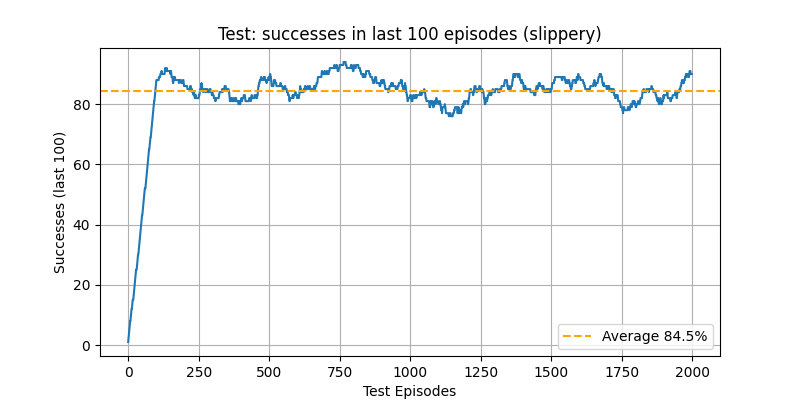 Test: successes in last 100 episodes (slippery)
Successes (last 100)
80
60
40
20
0
0 250 500 750 1000 1250 1500 1750 2000
Test Episodes
Average 84.5%